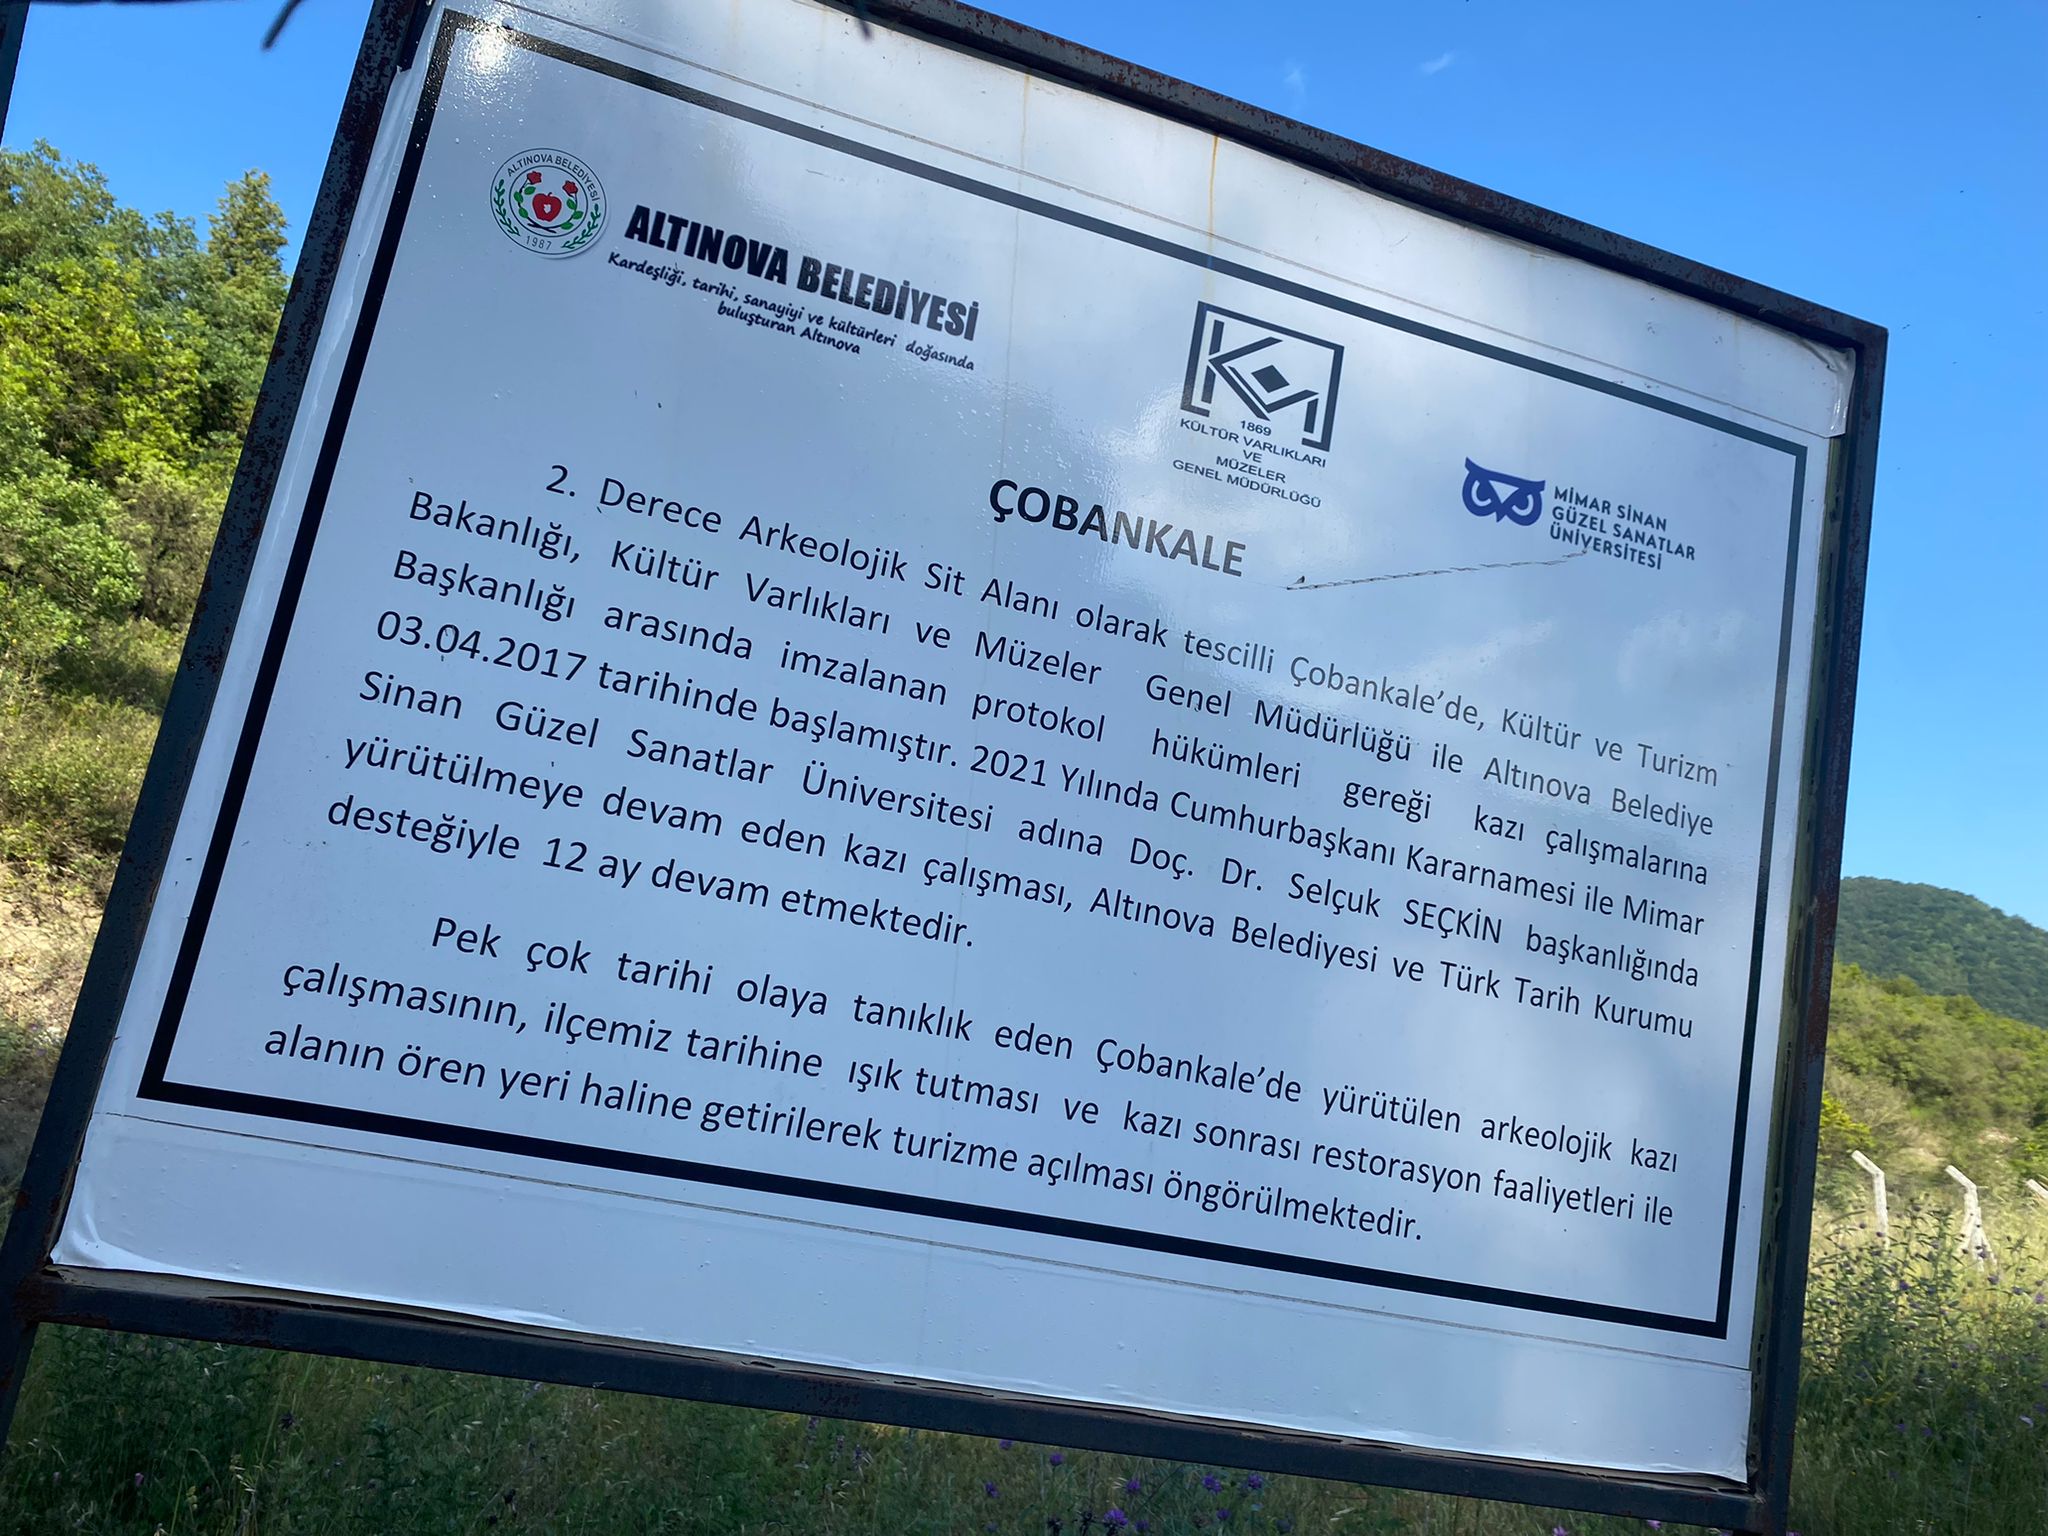 ALTINOVA BELEDİYESİ
1987
ALTINOVA BELEDİYESİ
Kardeşliği, tarihi, sanayiyi ve kültürleri doğasında
buluşturan Altınova
1869
KÜLTÜR VARLIKLARI
VE
MÜZELER
GENEL MÜDÜRLÜĞÜ
MİMAR SİNAN
GÜZEL SANATLAR
ÜNİVERSİTESİ
ÇOBANKALE
2. Derece Arkeolojik Sit Alanı olarak tescilli Çobankale’de, Kültür ve Turizm
Bakanlığı, Kültür Varlıkları ve Müzeler Genel Müdürlüğü ile Altınova Belediye
Başkanlığı arasında imzalanan protokol hükümleri gereği kazı çalışmalarına
03.04.2017 tarihinde başlamıştır. 2021 Yılında Cumhurbaşkanı Kararnamesi ile Mimar
Sinan Güzel Sanatlar Üniversitesi adına Doç. Dr. Selçuk SEÇKİN başkanlığında
yürütülmeye devam eden kazı çalışması, Altınova Belediyesi ve Türk Tarih Kurumu
desteğiyle 12 ay devam etmektedir.
Pek çok tarihi olaya tanıklık eden Çobankale’de yürütülen arkeolojik kazı
çalışmasının, ilçemiz tarihine ışık tutması ve kazı sonrası restorasyon faaliyetleri ile
alanın ören yeri haline getirilerek turizme açılması öngörülmektedir.